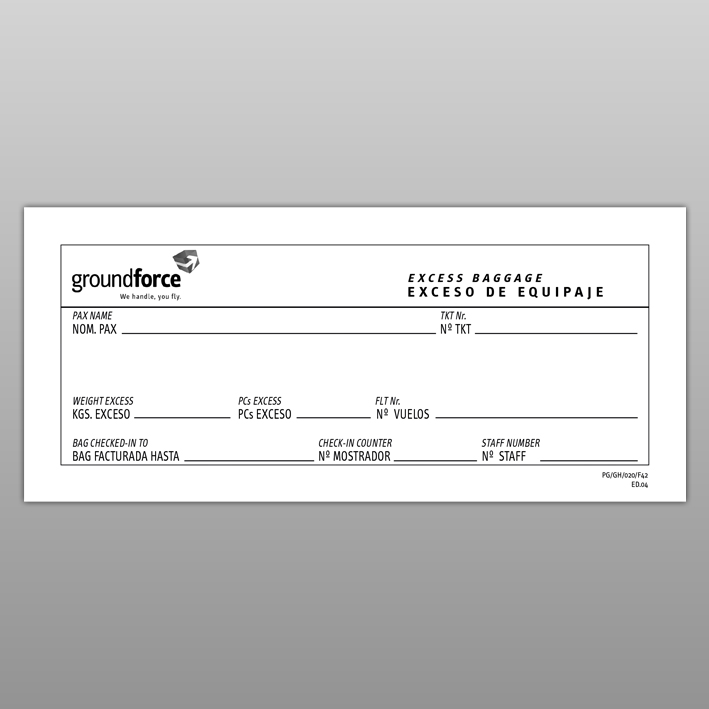 groundforce
We handle, you fly.
EXCESS BAGGAGE
EXCESO DE EQUIPAJE
PAX NAME TKT Nr.
NOM. PAX Nº TKT
WEIGHT EXCESS PCs EXCESS FLT Nr.
KGS. EXCESO PCs EXCESO Nº VUELOS
BAG CHECKED-IN TO CHECK-IN COUNTER STAFF NUMBER
BAG FACTURADA HASTA Nº MOSTRADOR Nº STAFF
PG/GH/020/F42
ED.04